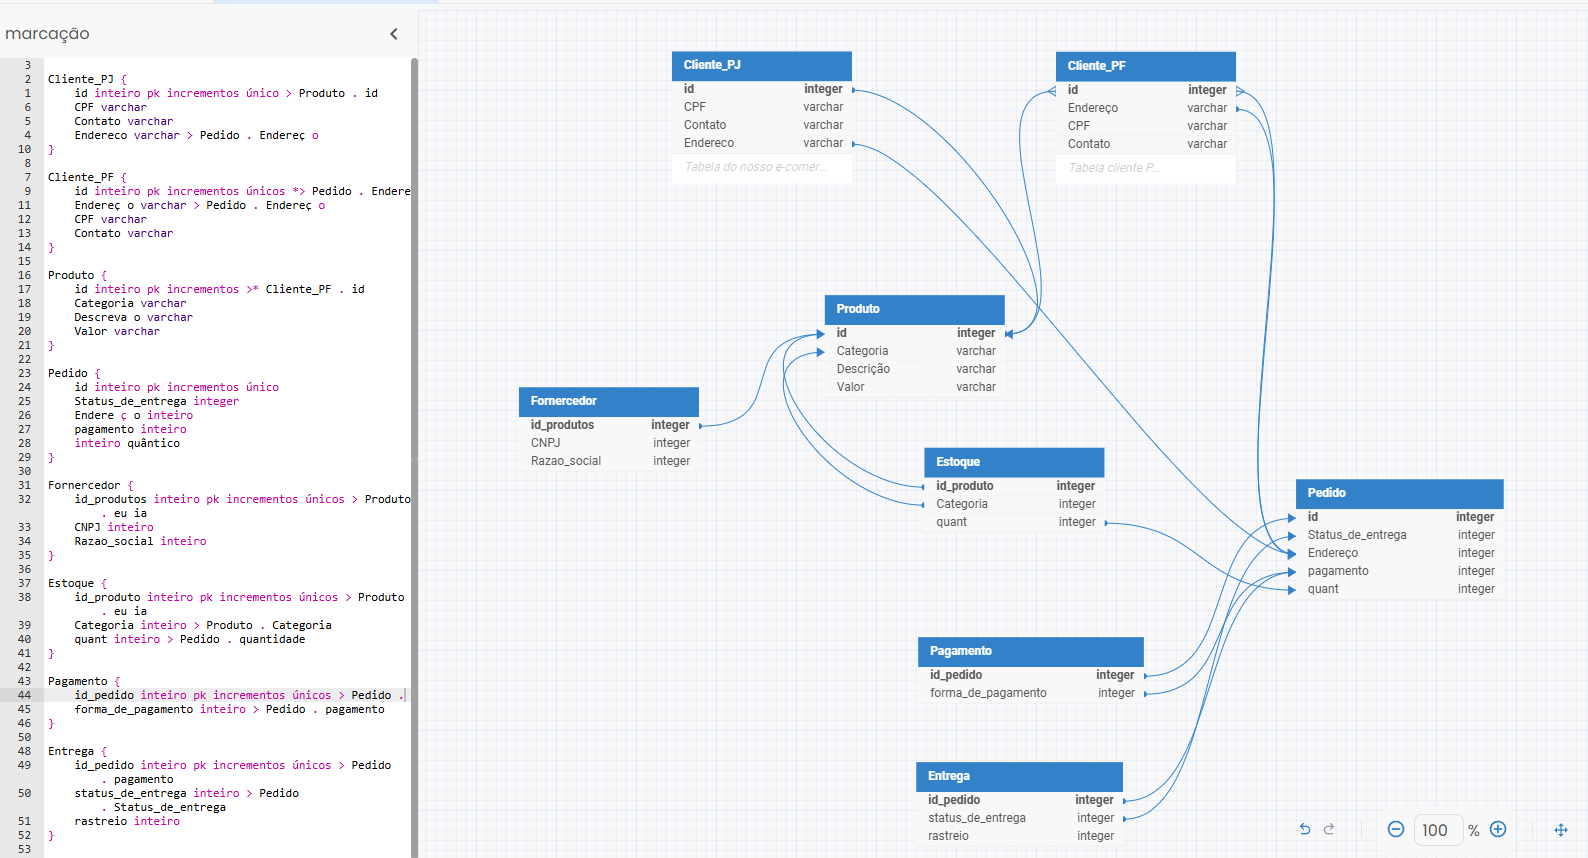 marcação
3
2 Cliente_PJ {
1 id inteiro pk incrementos único > Produto . id
6 CPF varchar
5 Contato varchar
4 Endereco varchar > Pedido . Endereç o
10 }
8
7 Cliente_PF {
9 id inteiro pk incrementos únicos *> Pedido . Endere
11 Endereç o varchar > Pedido . Endereç o
12 CPF varchar
13 Contato varchar
14 }
15
16 Produto {
17 id inteiro pk incrementos >* Cliente_PF . id
18 Categoria varchar
19 Descreva o varchar
20 Valor varchar
21 }
22
23 Pedido {
24 id inteiro pk incrementos único
25 Status_de_entrega integer
26 Endere ç o inteiro
27 pagamento inteiro
28 inteiro quântico
29 }
30
31 Fornercedor {
32 id_produtos inteiro pk incrementos únicos > Produto
. eu ia
33 CNPJ inteiro
34 Razao_social inteiro
35 }
36
37 Estoque {
38 id_produto inteiro pk incrementos únicos > Produto
. eu ia
39 Categoria inteiro > Produto . Categoria
40 quant inteiro > Pedido . quantidade
41 }
42
43 Pagamento {
44 id_pedido inteiro pk incrementos únicos > Pedido .
45 forma_de_pagamento inteiro > Pedido . pagamento
46 }
50
48 Entrega {
49 id_pedido inteiro pk incrementos únicos > Pedido
. pagamento
50 status_de_entrega inteiro > Pedido
. Status_de_entrega
51 rastreio inteiro
52 }
53
Cliente_PJ
id integer
CPF varchar
Contato varchar
Endereco varchar
Tabela do nosso e-comer...
Cliente_PF
id integer
Endereço varchar
CPF varchar
Contato varchar
Tabela cliente P...
Produto
id integer
Categoria varchar
Descrição varchar
Valor varchar
Fornercedor
id_produtos integer
CNPJ integer
Razao_social integer
Estoque
id_produto integer
Categoria integer
quant integer
Pedido
id integer
Status_de_entrega integer
Endereço integer
pagamento integer
quant integer
Pagamento
id_pedido integer
forma_de_pagamento integer
Entrega
id_pedido integer
status_de_entrega integer
rastreio integer
100 %